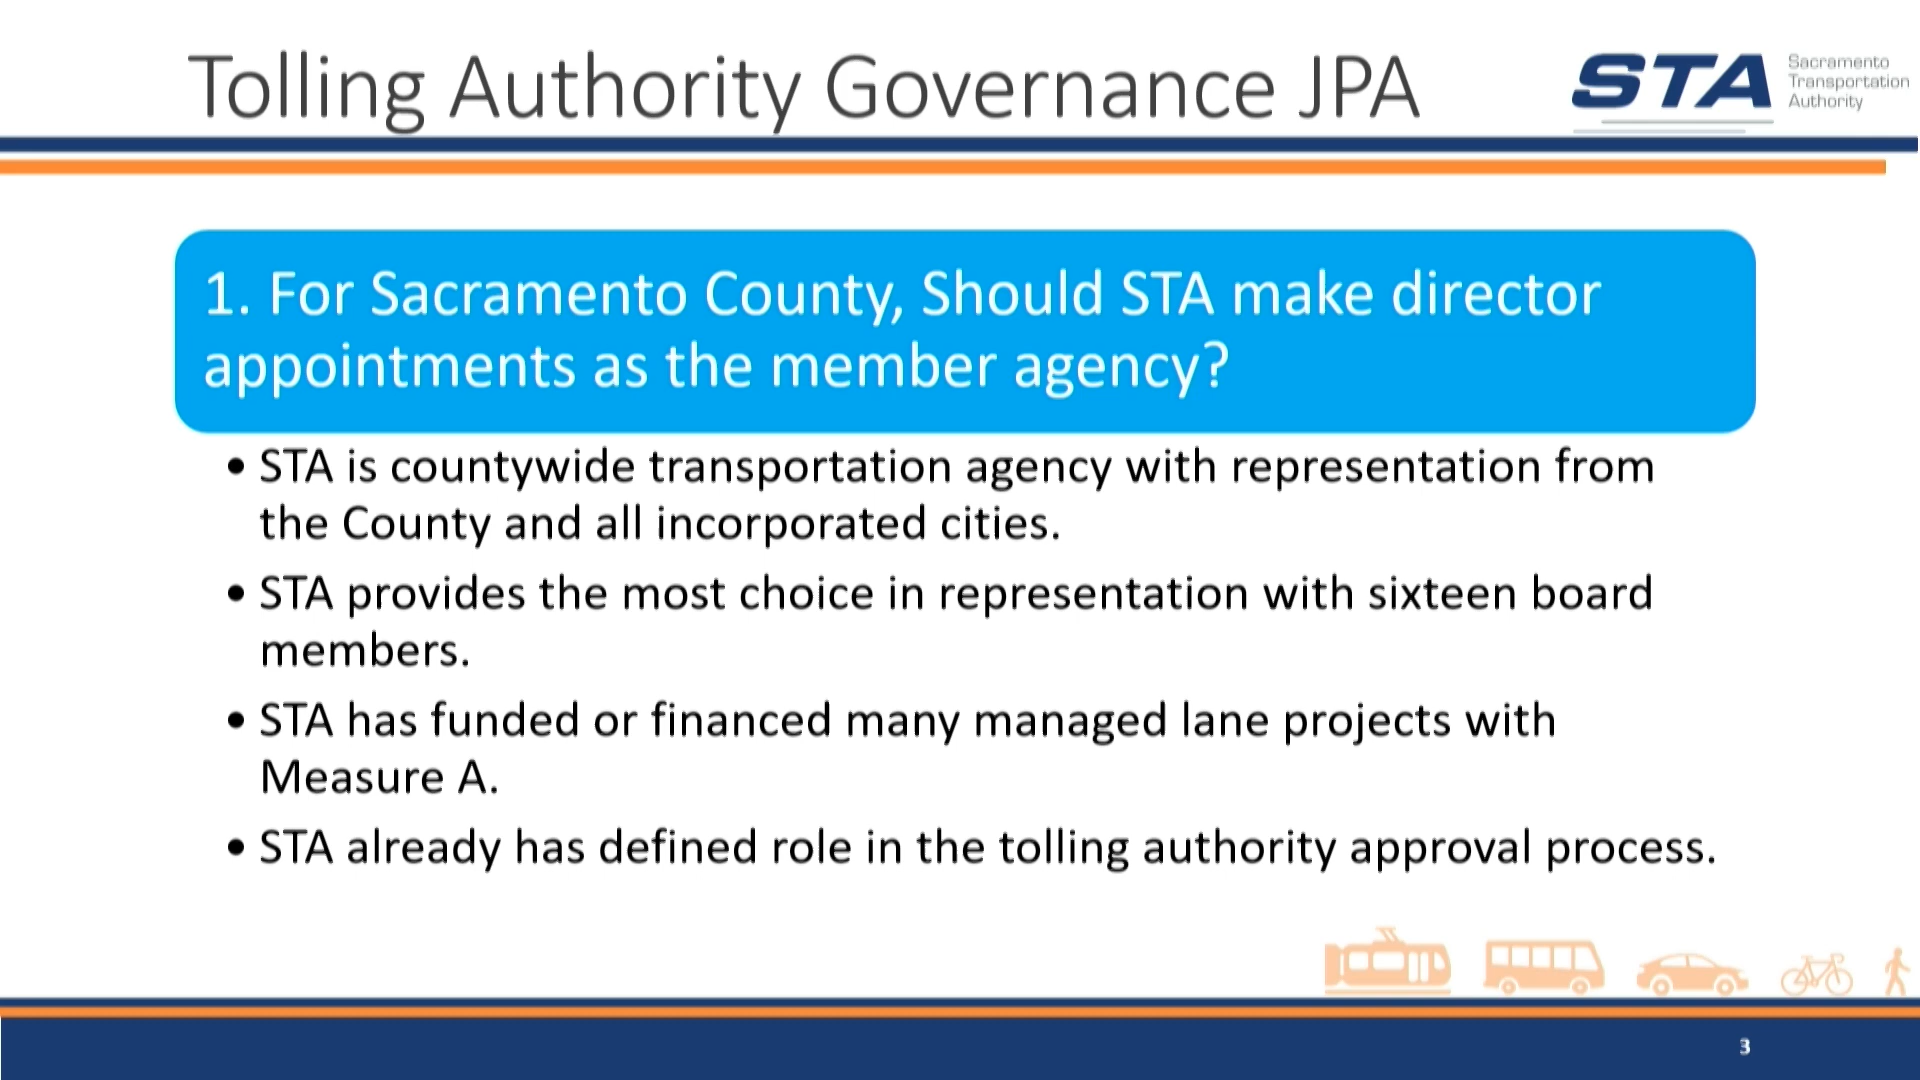 Tolling Authority Governance JPA
STA
Sacramento
Transportation
Authority
1. For Sacramento County, Should STA make director
appointments as the member agency?
• STA is countywide transportation agency with representation from
the County and all incorporated cities.
• STA provides the most choice in representation with sixteen board
members.
• STA has funded or financed many managed lane projects with
Measure A.
• STA already has defined role in the tolling authority approval process.
3